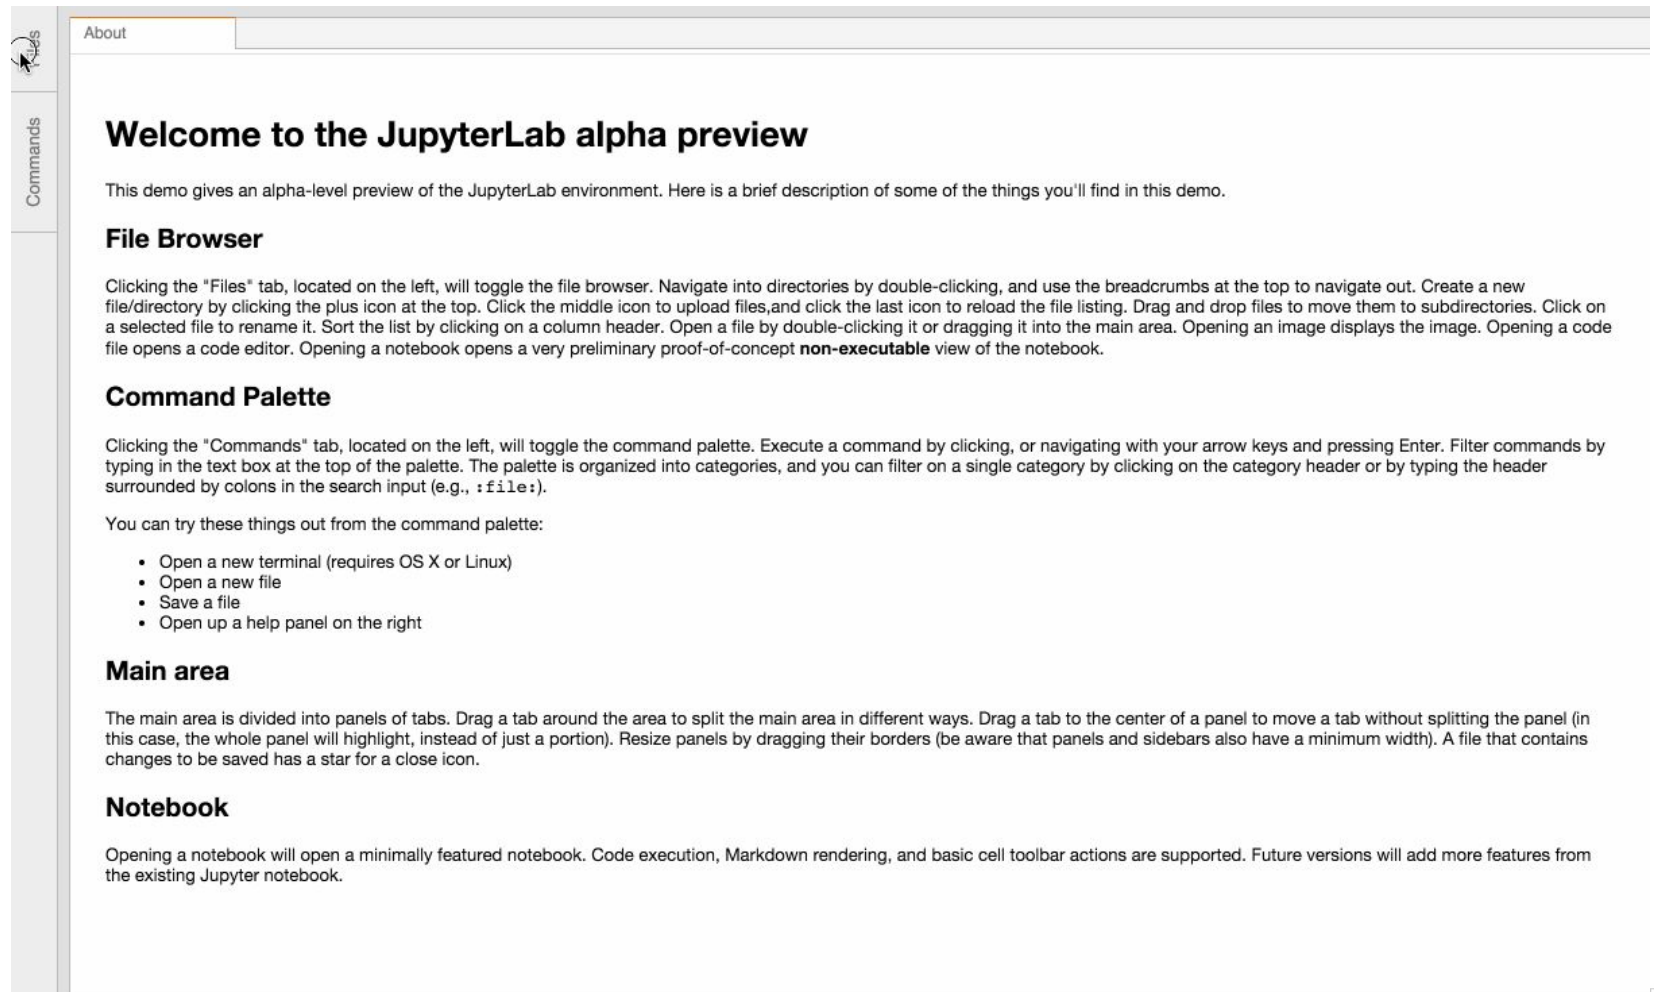 Files
Commands
About
Welcome to the JupyterLab alpha preview
This demo gives an alpha-level preview of the JupyterLab environment. Here is a brief description of some of the things you'll find in this demo.
File Browser
Clicking the "Files" tab, located on the left, will toggle the file browser. Navigate into directories by double-clicking, and use the breadcrumbs at the top to navigate out. Create a new
file/directory by clicking the plus icon at the top. Click the middle icon to upload files,and click the last icon to reload the file listing. Drag and drop files to move them to subdirectories. Click on
a selected file to rename it. Sort the list by clicking on a column header. Open a file by double-clicking it or dragging it into the main area. Opening an image displays the image. Opening a code
file opens a code editor. Opening a notebook opens a very preliminary proof-of-concept non-executable view of the notebook.
Command Palette
Clicking the "Commands" tab, located on the left, will toggle the command palette. Execute a command by clicking, or navigating with your arrow keys and pressing Enter. Filter commands by
typing in the text box at the top of the palette. The palette is organized into categories, and you can filter on a single category by clicking on the category header or by typing the header
surrounded by colons in the search input (e.g., :file:).
You can try these things out from the command palette:
• Open a new terminal (requires OS X or Linux)
• Open a new file
• Save a file
• Open up a help panel on the right
Main area
The main area is divided into panels of tabs. Drag a tab around the area to split the main area in different ways. Drag a tab to the center of a panel to move a tab without splitting the panel (in
this case, the whole panel will highlight, instead of just a portion). Resize panels by dragging their borders (be aware that panels and sidebars also have a minimum width). A file that contains
changes to be saved has a star for a close icon.
Notebook
Opening a notebook will open a minimally featured notebook. Code execution, Markdown rendering, and basic cell toolbar actions are supported. Future versions will add more features from
the existing Jupyter notebook.